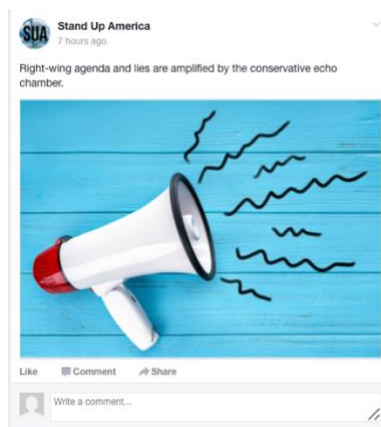 SUA
Stand Up America
7 hours ago
Right-wing agenda and lies are amplified by the conservative echo
chamber.
Like Comment Share
Write a comment...